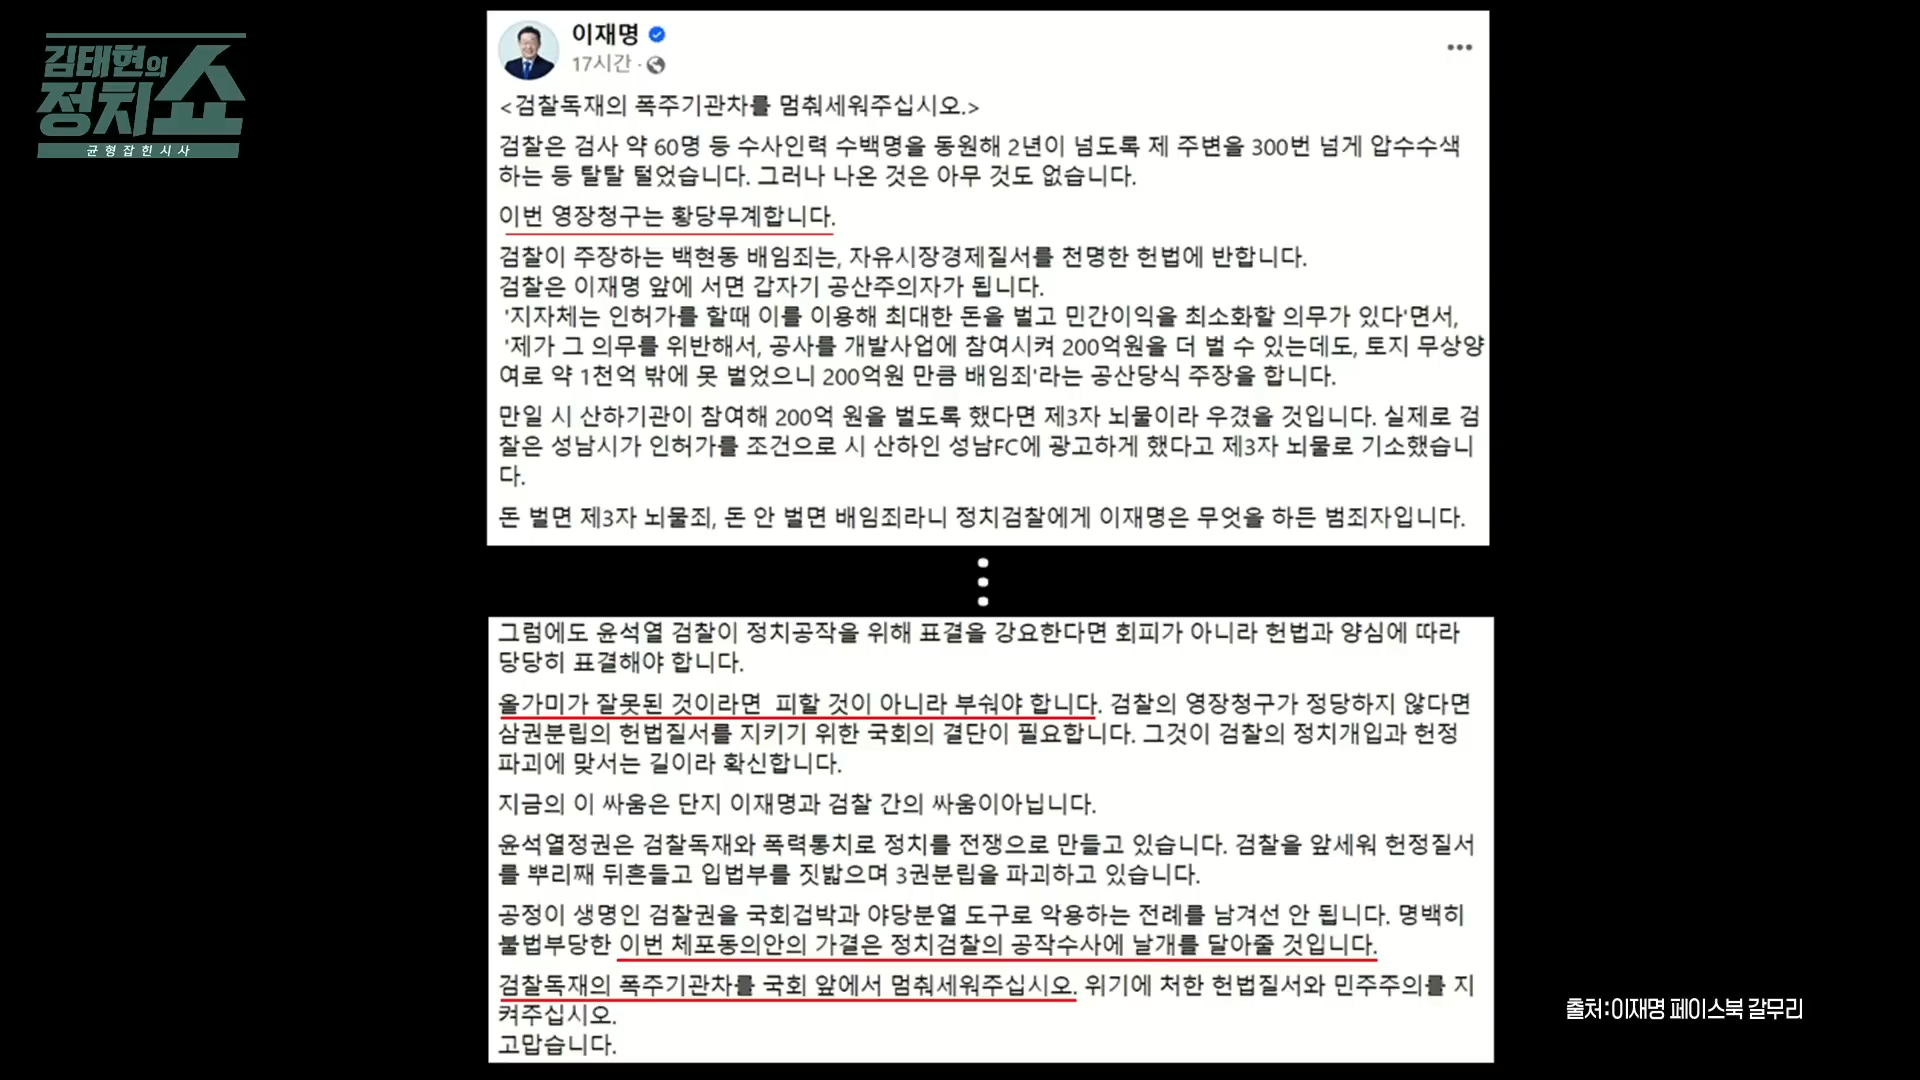 김태현의
정치쇼
균형잡힌시사
이재명
17시간 ·
<검찰독재의 폭주기관차를 멈춰세워주십시오.>
검찰은 검사 약 60명 등 수사인력 수백명을 동원해 2년이 넘도록 제 주변을 300번 넘게 압수수색
하는 등 탈탈 털었습니다. 그러나 나온 것은 아무 것도 없습니다.
이번 영장청구는 황당무계합니다.
검찰이 주장하는 백현동 배임죄는, 자유시장경제질서를 천명한 헌법에 반합니다.
검찰은 이재명 앞에 서면 갑자기 공산주의자가 됩니다.
'지자체는 인허가를 할때 이를 이용해 최대한 돈을 벌고 민간이익을 최소화할 의무가 있다'면서,
'제가 그 의무를 위반해서, 공사를 개발사업에 참여시켜 200억원을 더 벌 수 있는데도, 토지 무상양
여로 약 1천억 밖에 못 벌었으니 200억원 만큼 배임죄'라는 공산당식 주장을 합니다.
만일 시 산하기관이 참여해 200억 원을 벌도록 했다면 제3자 뇌물이라 우겼을 것입니다. 실제로 검
찰은 성남시가 인허가를 조건으로 시 산하인 성남FC에 광고하게 했다고 제3자 뇌물로 기소했습니
다.
돈 벌면 제3자 뇌물죄, 돈 안 벌면 배임죄라니 정치검찰에게 이재명은 무엇을 하든 범죄자입니다.
그럼에도 윤석열 검찰이 정치공작을 위해 표결을 강요한다면 회피가 아니라 헌법과 양심에 따라
당당히 표결해야 합니다.
올가미가 잘못된 것이라면 피할 것이 아니라 부숴야 합니다. 검찰의 영장청구가 정당하지 않다면
삼권분립의 헌법질서를 지키기 위한 국회의 결단이 필요합니다. 그것이 검찰의 정치개입과 헌정
파괴에 맞서는 길이라 확신합니다.
지금의 이 싸움은 단지 이재명과 검찰 간의 싸움이아닙니다.
윤석열정권은 검찰독재와 폭력통치로 정치를 전쟁으로 만들고 있습니다. 검찰을 앞세워 헌정질서
를 뿌리째 뒤흔들고 입법부를 짓밟으며 3권분립을 파괴하고 있습니다.
공정이 생명인 검찰권을 국회겁박과 야당분열 도구로 악용하는 전례를 남겨선 안 됩니다. 명백히
불법부당한 이번 체포동의안의 가결은 정치검찰의 공작수사에 날개를 달아줄 것입니다.
검찰독재의 폭주기관차를 국회 앞에서 멈춰세워주십시오. 위기에 처한 헌법질서와 민주주의를 지
켜주십시오.
고맙습니다.
출처:이재명 페이스북 갈무리